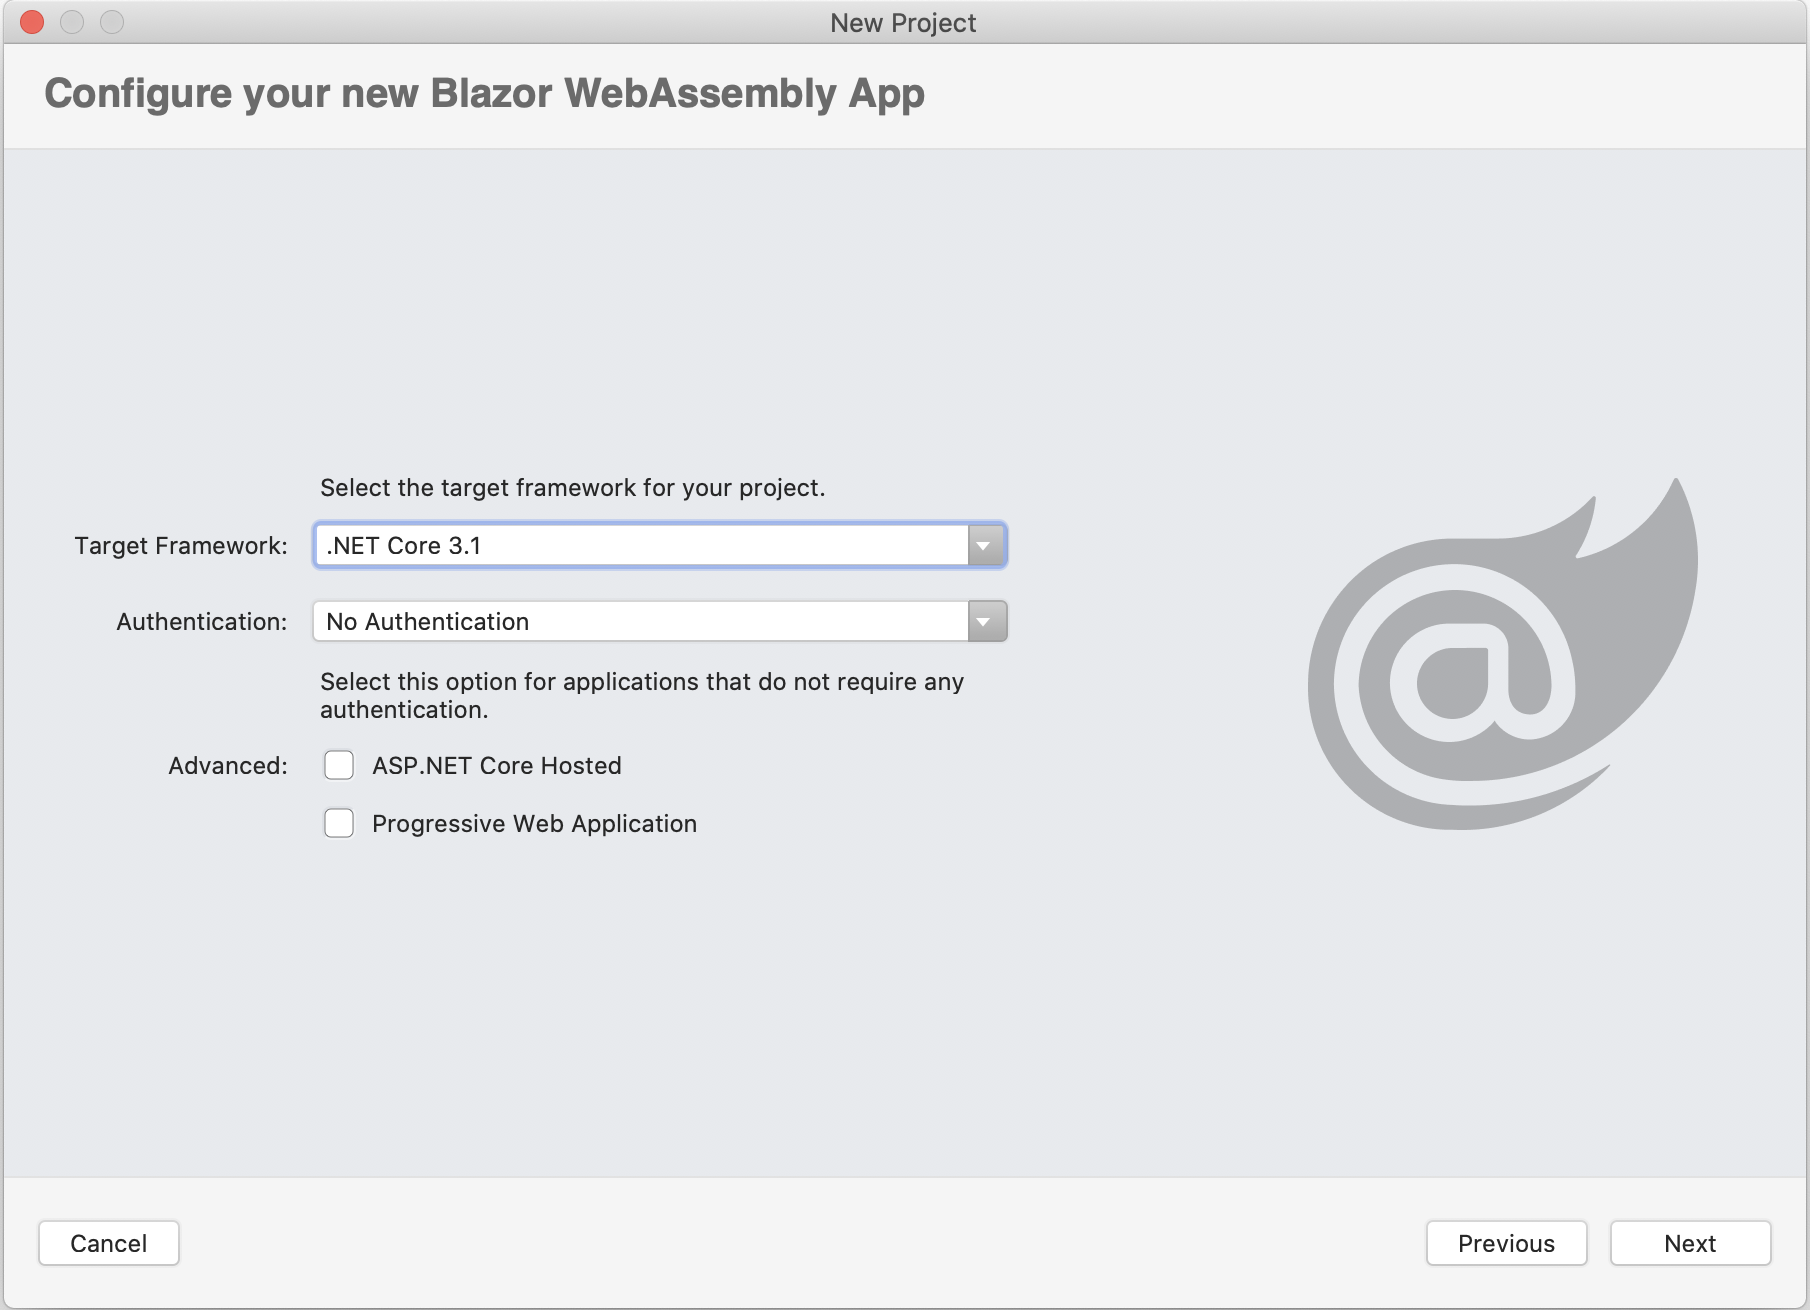 New Project
Configure your new Blazor WebAssembly App
Select the target framework for your project.
Target Framework: .NET Core 3.1
Authentication: No Authentication
Select this option for applications that do not require any
authentication.
Advanced: ASP.NET Core Hosted
Progressive Web Application
Cancel Previous Next